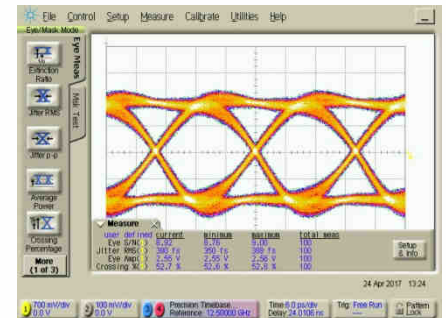 File Control Setup Measure Calibrate Utilities Help
Eye/Mask Mode
Extinction
Ratio
Jitter RMS
Jitter p-p
Average
Power
Crossing
Percentage
More
(1 of 3)
Eye Meas
Mask Test
Measure
user defined current minimum maximum total meas
Eye S/N( ) 8.92 8.76 9.00 100
Jitter RMS( ) 380 fs 350 fs 398 fs 100
Eye Ampl( ) 2.55 V 2.55 V 2.56 V 100
Crossing %( ) 52.7 % 52.6 % 52.8 % 100
Setup
& Info
24 Apr 2017 13:24
1 700 mV/div
0.0 V
2 100 mV/div
0.0 V
Precision Timebase...
Reference: 12.50000 GHz
Time:6.0 ps/div
Delay:24.0106 ns
Trig: Free Run
Pattern
Lock